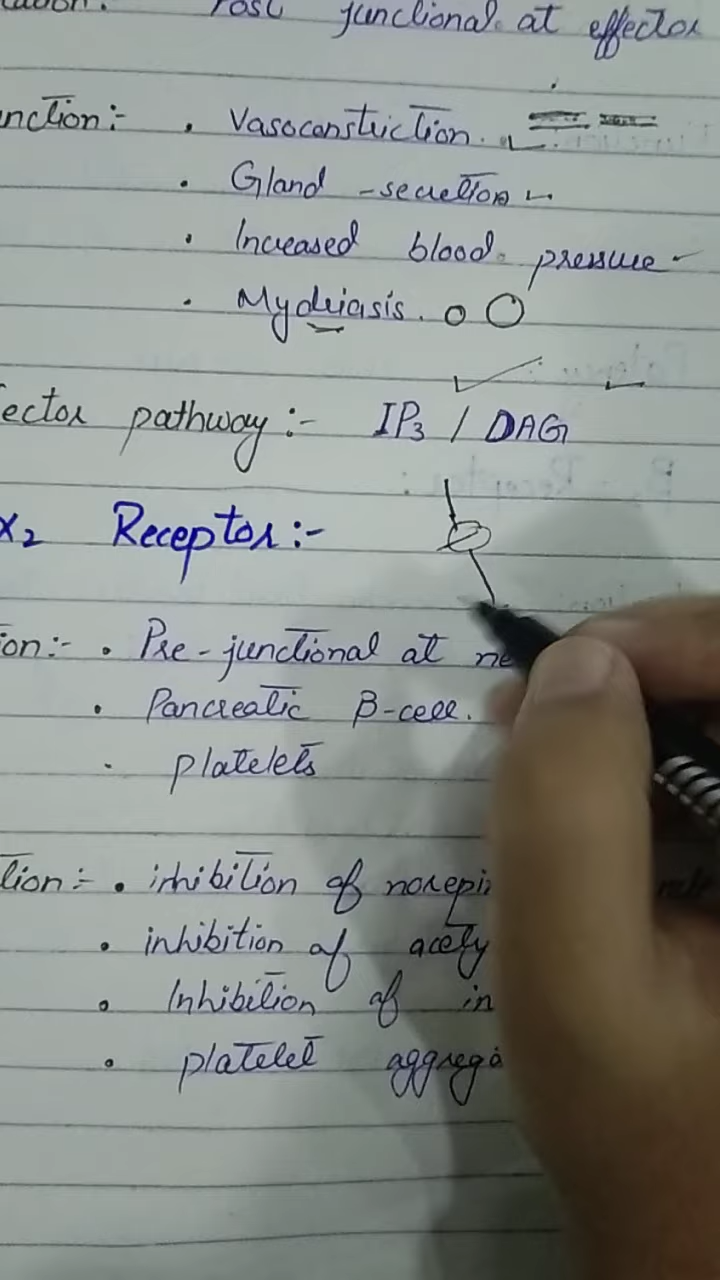 Post junctional at effector
nction:- . Vasoconstriction.
. Gland - secretion
. Increased blood pressure
. Mydriasis.
ector pathway:- IP3 / DAG
α2 Receptor:-
ion:- . Pre-junctional at ne
. Pancreatic β-cell.
. platelets
tion:- . inhibition of norepi
. inhibition of acety
. Inhibition of in
. platelet aggrega